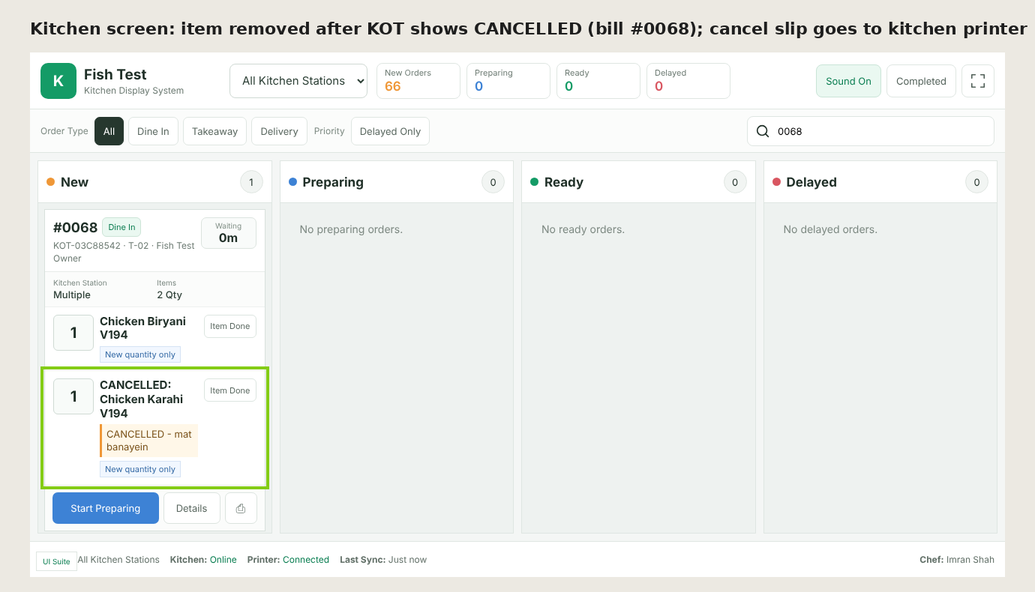 Kitchen screen: item removed after KOT shows CANCELLED (bill #0068); cancel slip goes to kitchen printer
K
Fish Test
Kitchen Display System
All Kitchen Stations
New Orders
66
Preparing
0
Ready
0
Delayed
0
Sound On
Completed
Order Type
All
Dine In
Takeaway
Delivery
Priority
Delayed Only
0068
New
1
Preparing
0
Ready
0
Delayed
0
#0068
Dine In
Waiting
0m
KOT-03C88542 · T-02 · Fish Test
Owner
Kitchen Station
Multiple
Items
2 Qty
1
Chicken Biryani
V194
Item Done
New quantity only
1
CANCELLED:
Chicken Karahi
V194
Item Done
CANCELLED - mat
banayein
New quantity only
Start Preparing
Details
No preparing orders.
No ready orders.
No delayed orders.
UI Suite
All Kitchen Stations
Kitchen: Online
Printer: Connected
Last Sync: Just now
Chef: Imran Shah